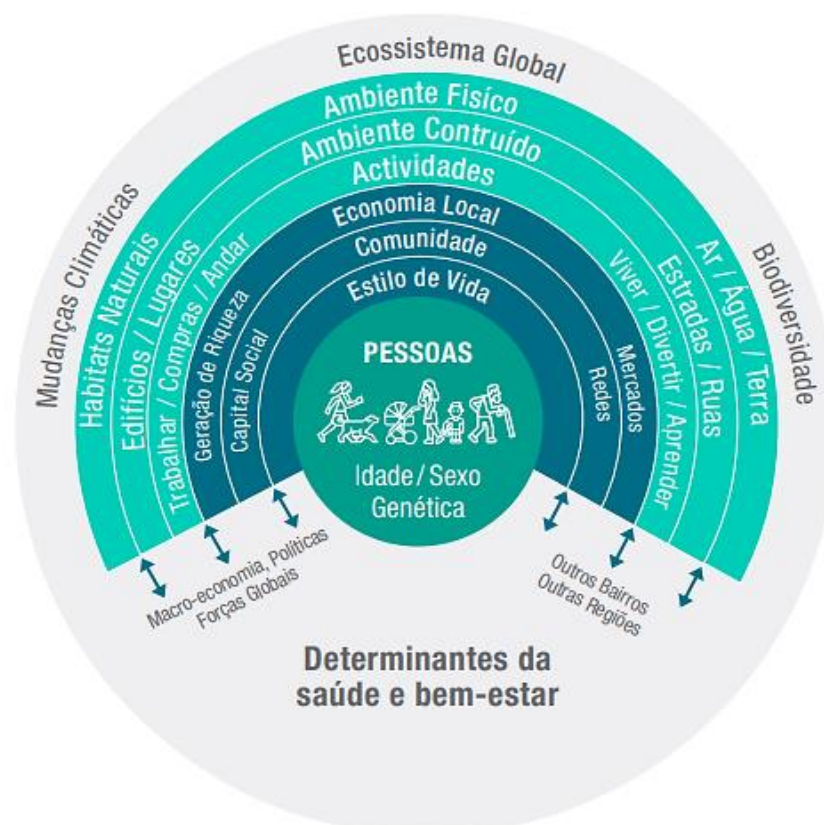 Ecossistema Global
Mudanças Climáticas
Biodiversidade
Ambiente Fisíco
Habitats Naturais
Ar / Água / Terra
Ambiente Contruído
Edifícios / Lugares
Estradas / Ruas
Actividades
Trabalhar / Compras / Andar
Viver / Divertir / Aprender
Economia Local
Geração de Riqueza
Mercados
Comunidade
Capital Social
Redes
Estilo de Vida
PESSOAS
Idade / Sexo
Genética
Macro-economia, Políticas
Forças Globais
Outros Bairros
Outras Regiões
Determinantes da
saúde e bem-estar